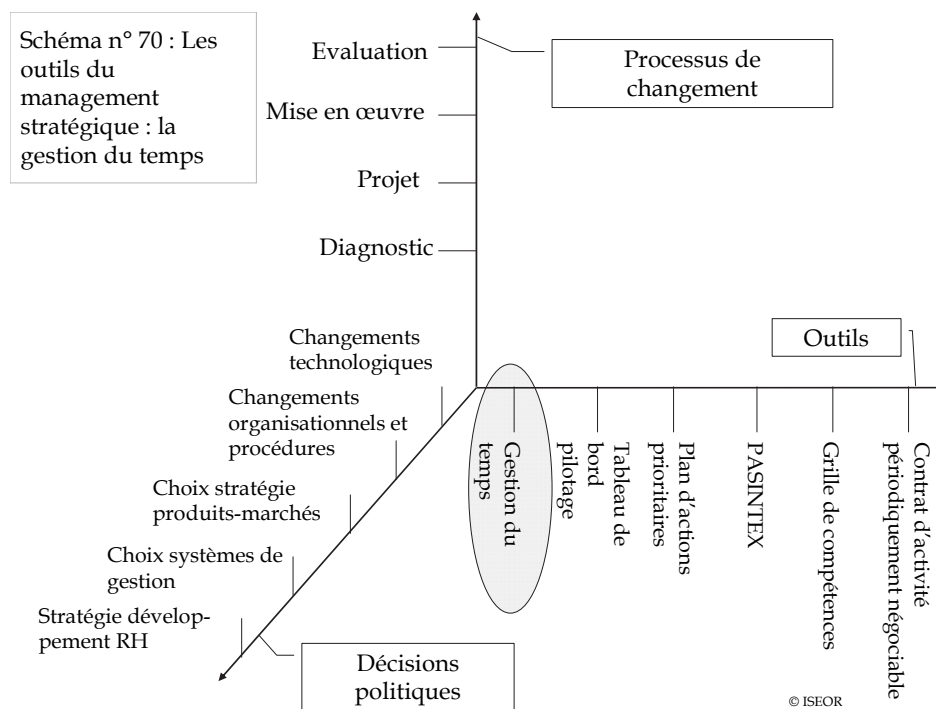 Schéma n° 70 : Les
outils du
management
stratégique : la
gestion du temps
Evaluation
Mise en œuvre
Projet
Diagnostic
Processus de
changement
Changements
technologiques
Changements
organisationnels et
procédures
Choix stratégie
produits-marchés
Choix systèmes de
gestion
Stratégie dévelop-
pement RH
Décisions
politiques
Outils
Gestion du
temps
Tableau de
bord
pilotage
Plan d'actions
prioritaires
PASINTEX
Grille de compétences
Contrat d'activité
périodiquement négociable
© ISEOR